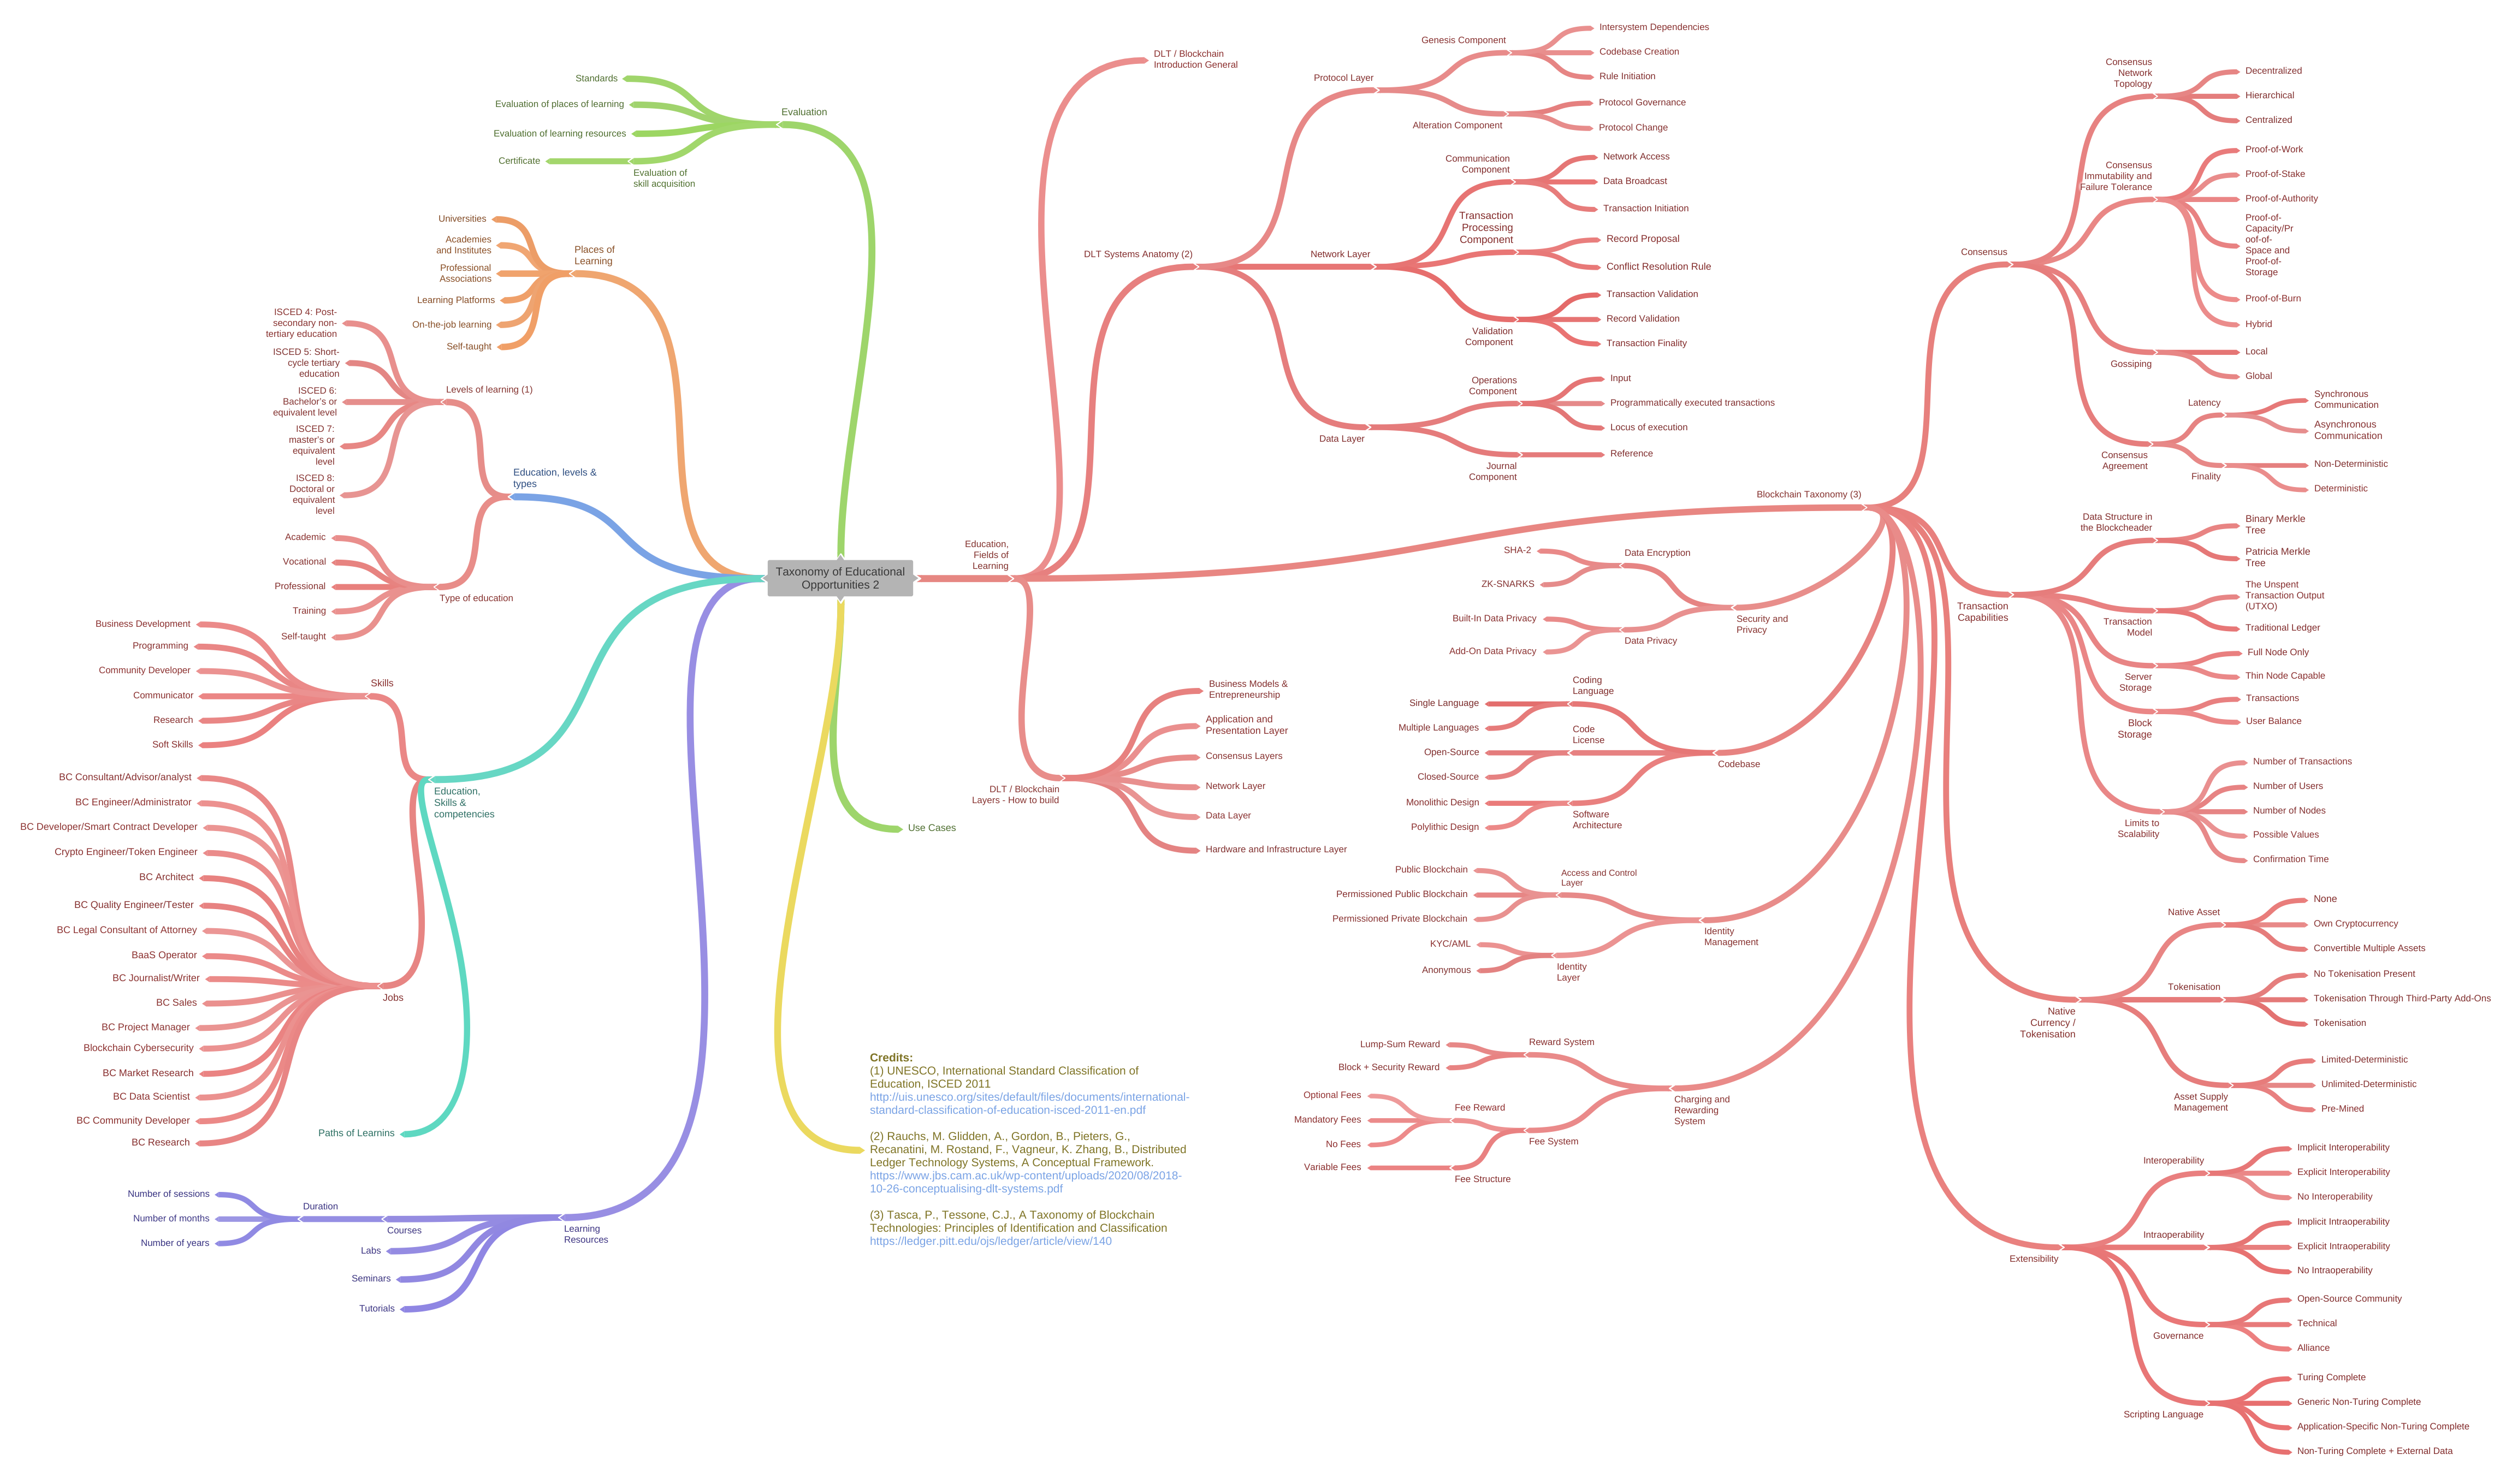 Taxonomy of Educational
Opportunities 2
Evaluation
Standards
Evaluation of places of learning
Evaluation of learning resources
Evaluation of
skill acquisition
Certificate
Places of
Learning
Universities
Academies
and Institutes
Professional
Associations
Learning Platforms
On-the-job learning
Self-taught
Education, levels &
types
Levels of learning (1)
ISCED 4: Post-
secondary non-
tertiary education
ISCED 5: Short-
cycle tertiary
education
ISCED 6:
Bachelor's or
equivalent level
ISCED 7:
master's or
equivalent
level
ISCED 8:
Doctoral or
equivalent
level
Type of education
Academic
Vocational
Professional
Training
Self-taught
Education,
Skills &
competencies
Skills
Business Development
Programming
Community Developer
Communicator
Research
Soft Skills
Jobs
BC Consultant/Advisor/analyst
BC Engineer/Administrator
BC Developer/Smart Contract Developer
Crypto Engineer/Token Engineer
BC Architect
BC Quality Engineer/Tester
BC Legal Consultant of Attorney
BaaS Operator
BC Journalist/Writer
BC Sales
BC Project Manager
Blockchain Cybersecurity
BC Market Research
BC Data Scientist
BC Community Developer
BC Research
Paths of Learnins
Learning
Resources
Courses
Duration
Number of sessions
Number of months
Number of years
Labs
Seminars
Tutorials
Use Cases
Credits:
(1) UNESCO, International Standard Classification of
Education, ISCED 2011
http://uis.unesco.org/sites/default/files/documents/international-
standard-classification-of-education-isced-2011-en.pdf
(2) Rauchs, M. Glidden, A., Gordon, B., Pieters, G.,
Recanatini, M. Rostand, F., Vagneur, K. Zhang, B., Distributed
Ledger Technology Systems, A Conceptual Framework.
https://www.jbs.cam.ac.uk/wp-content/uploads/2020/08/2018-
10-26-conceptualising-dlt-systems.pdf
(3) Tasca, P., Tessone, C.J., A Taxonomy of Blockchain
Technologies: Principles of Identification and Classification
https://ledger.pitt.edu/ojs/ledger/article/view/140
Education,
Fields of
Learning
DLT / Blockchain
Introduction General
DLT Systems Anatomy (2)
Protocol Layer
Genesis Component
Intersystem Dependencies
Codebase Creation
Rule Initiation
Alteration Component
Protocol Governance
Protocol Change
Network Layer
Communication
Component
Network Access
Data Broadcast
Transaction Initiation
Transaction
Processing
Component
Record Proposal
Conflict Resolution Rule
Validation
Component
Transaction Validation
Record Validation
Transaction Finality
Data Layer
Operations
Component
Input
Programmatically executed transactions
Locus of execution
Journal
Component
Reference
DLT / Blockchain
Layers - How to build
Business Models &
Entrepreneurship
Application and
Presentation Layer
Consensus Layers
Network Layer
Data Layer
Hardware and Infrastructure Layer
Blockchain Taxonomy (3)
Consensus
Consensus
Network
Topology
Decentralized
Hierarchical
Centralized
Consensus
Immutability and
Failure Tolerance
Proof-of-Work
Proof-of-Stake
Proof-of-Authority
Proof-of-
Capacity/Pr
oof-of-
Space and
Proof-of-
Storage
Proof-of-Burn
Hybrid
Gossiping
Local
Global
Consensus
Agreement
Latency
Synchronous
Communication
Asynchronous
Communication
Finality
Non-Deterministic
Deterministic
Transaction
Capabilities
Data Structure in
the Blockcheader
Binary Merkle
Tree
Patricia Merkle
Tree
Transaction
Model
The Unspent
Transaction Output
(UTXO)
Traditional Ledger
Server
Storage
Full Node Only
Thin Node Capable
Block
Storage
Transactions
User Balance
Limits to
Scalability
Number of Transactions
Number of Users
Number of Nodes
Possible Values
Confirmation Time
Native
Currency /
Tokenisation
Native Asset
None
Own Cryptocurrency
Convertible Multiple Assets
Tokenisation
No Tokenisation Present
Tokenisation Through Third-Party Add-Ons
Tokenisation
Asset Supply
Management
Limited-Deterministic
Unlimited-Deterministic
Pre-Mined
Extensibility
Interoperability
Implicit Interoperability
Explicit Interoperability
No Interoperability
Intraoperability
Implicit Intraoperability
Explicit Intraoperability
No Intraoperability
Governance
Open-Source Community
Technical
Alliance
Scripting Language
Turing Complete
Generic Non-Turing Complete
Application-Specific Non-Turing Complete
Non-Turing Complete + External Data
Security and
Privacy
Data Encryption
SHA-2
ZK-SNARKS
Data Privacy
Built-In Data Privacy
Add-On Data Privacy
Codebase
Coding
Language
Single Language
Multiple Languages
Code
License
Open-Source
Closed-Source
Software
Architecture
Monolithic Design
Polylithic Design
Identity
Management
Access and Control
Layer
Public Blockchain
Permissioned Public Blockchain
Permissioned Private Blockchain
Identity
Layer
KYC/AML
Anonymous
Charging and
Rewarding
System
Reward System
Lump-Sum Reward
Block + Security Reward
Fee System
Fee Reward
Optional Fees
Mandatory Fees
No Fees
Fee Structure
Variable Fees